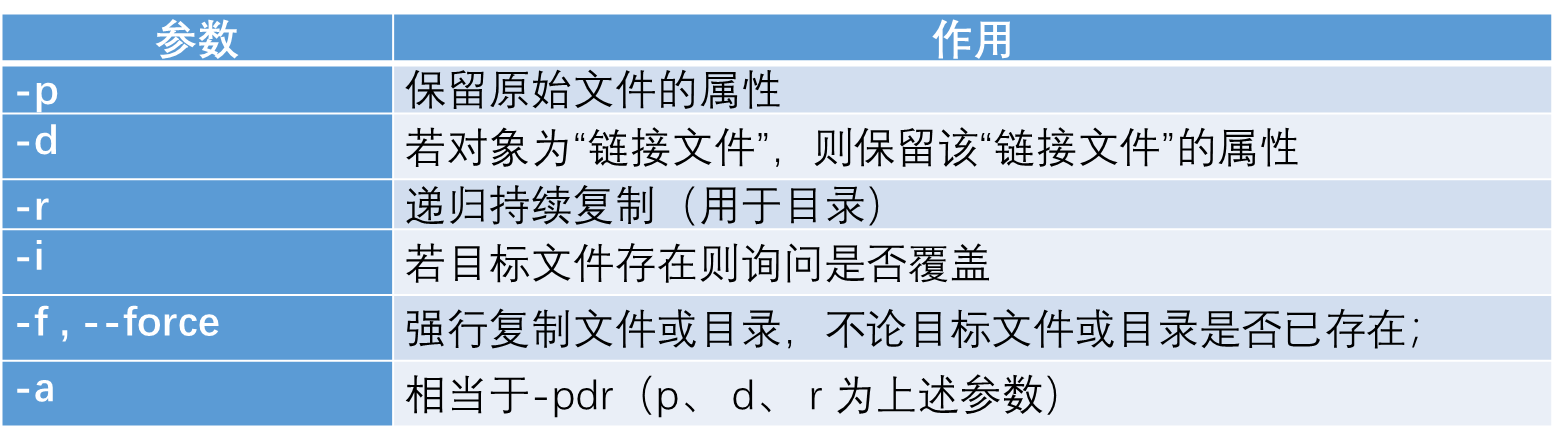 参数 作用
-p 保留原始文件的属性
-d 若对象为“链接文件”，则保留该“链接文件”的属性
-r 递归持续复制（用于目录）
-i 若目标文件存在则询问是否覆盖
-f , --force 强行复制文件或目录，不论目标文件或目录是否已存在；
-a 相当于-pdr（p、 d、 r 为上述参数）